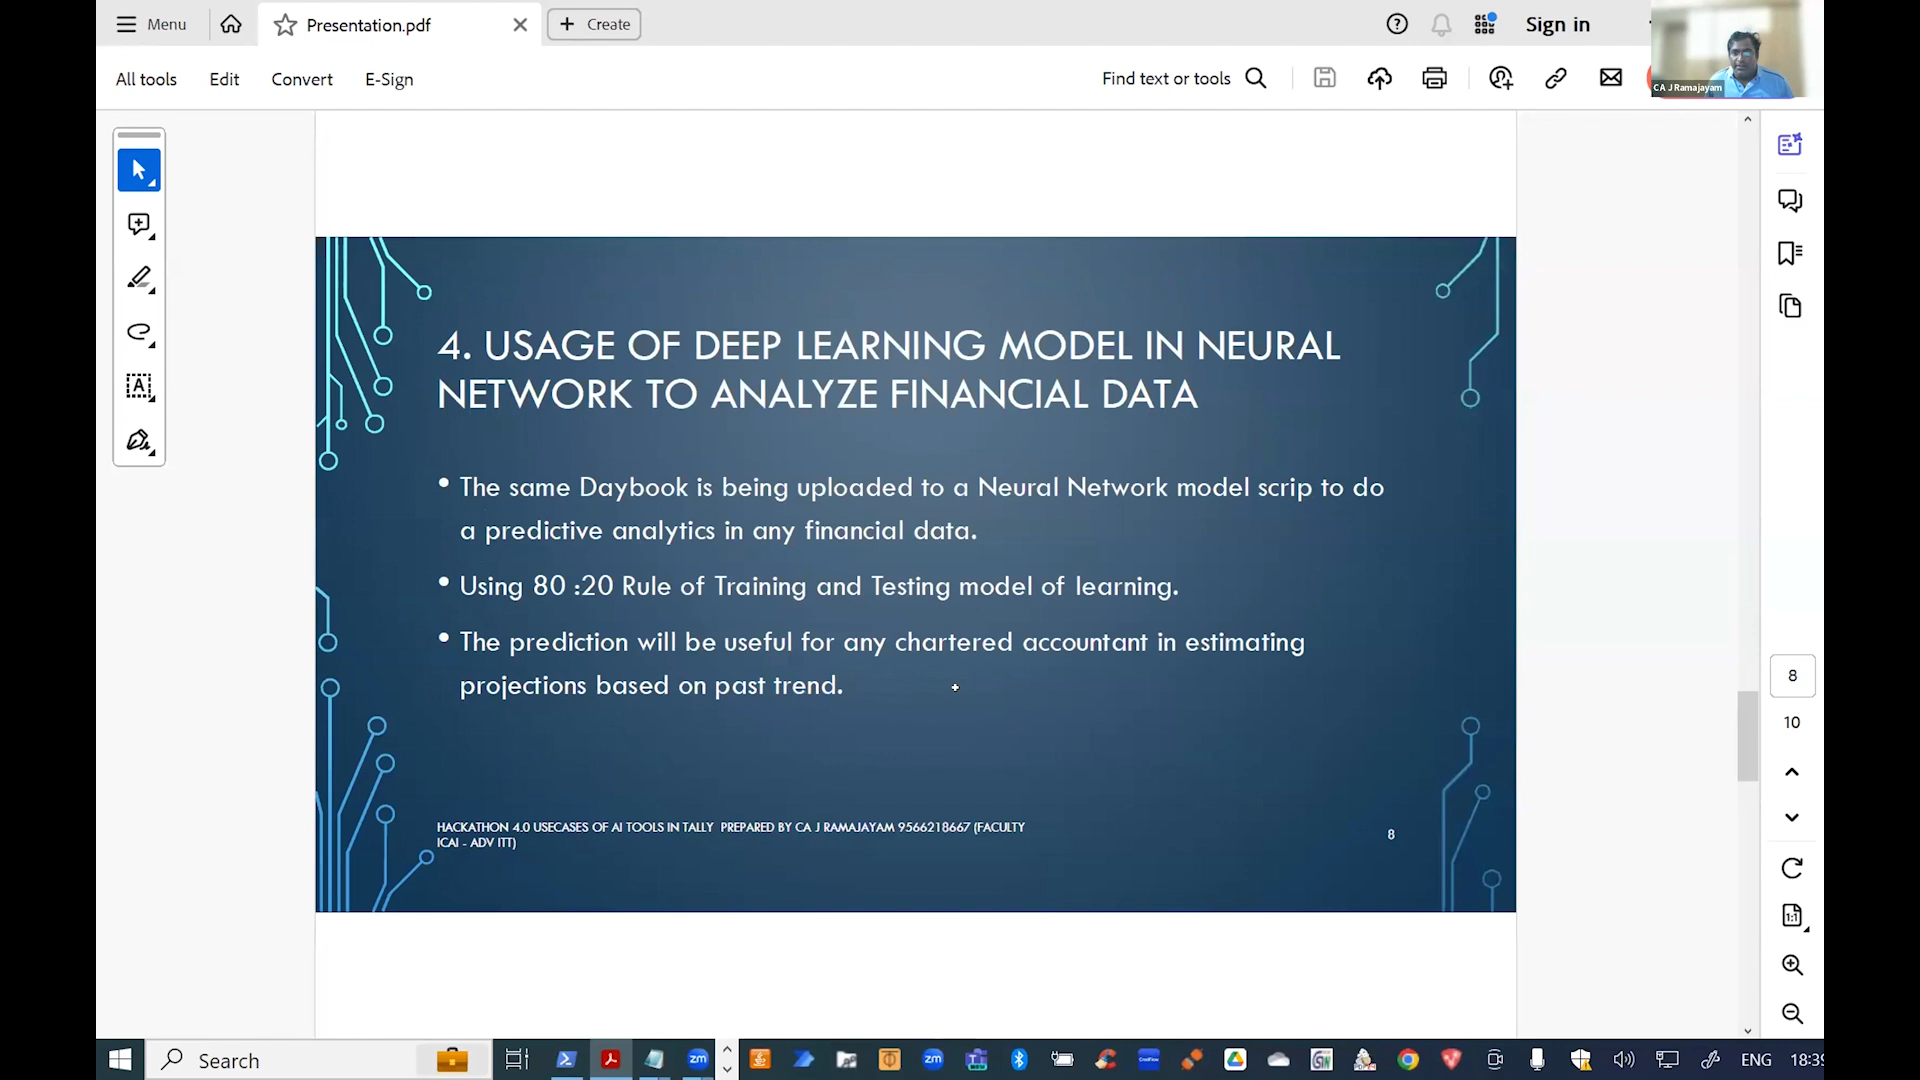 Menu
Presentation.pdf
Create
Sign in
All tools
Edit
Convert
E-Sign
Find text or tools
CA J Ramajayam
4. USAGE OF DEEP LEARNING MODEL IN NEURAL
NETWORK TO ANALYZE FINANCIAL DATA
• The same Daybook is being uploaded to a Neural Network model scrip to do
a predictive analytics in any financial data.
• Using 80 :20 Rule of Training and Testing model of learning.
• The prediction will be useful for any chartered accountant in estimating
projections based on past trend.
HACKATHON 4.0 USECASES OF AI TOOLS IN TALLY PREPARED BY CA J RAMAJAYAM 9566218667 (FACULTY
ICAI - ADV ITT)
8
8
10
Search
ENG
18:39